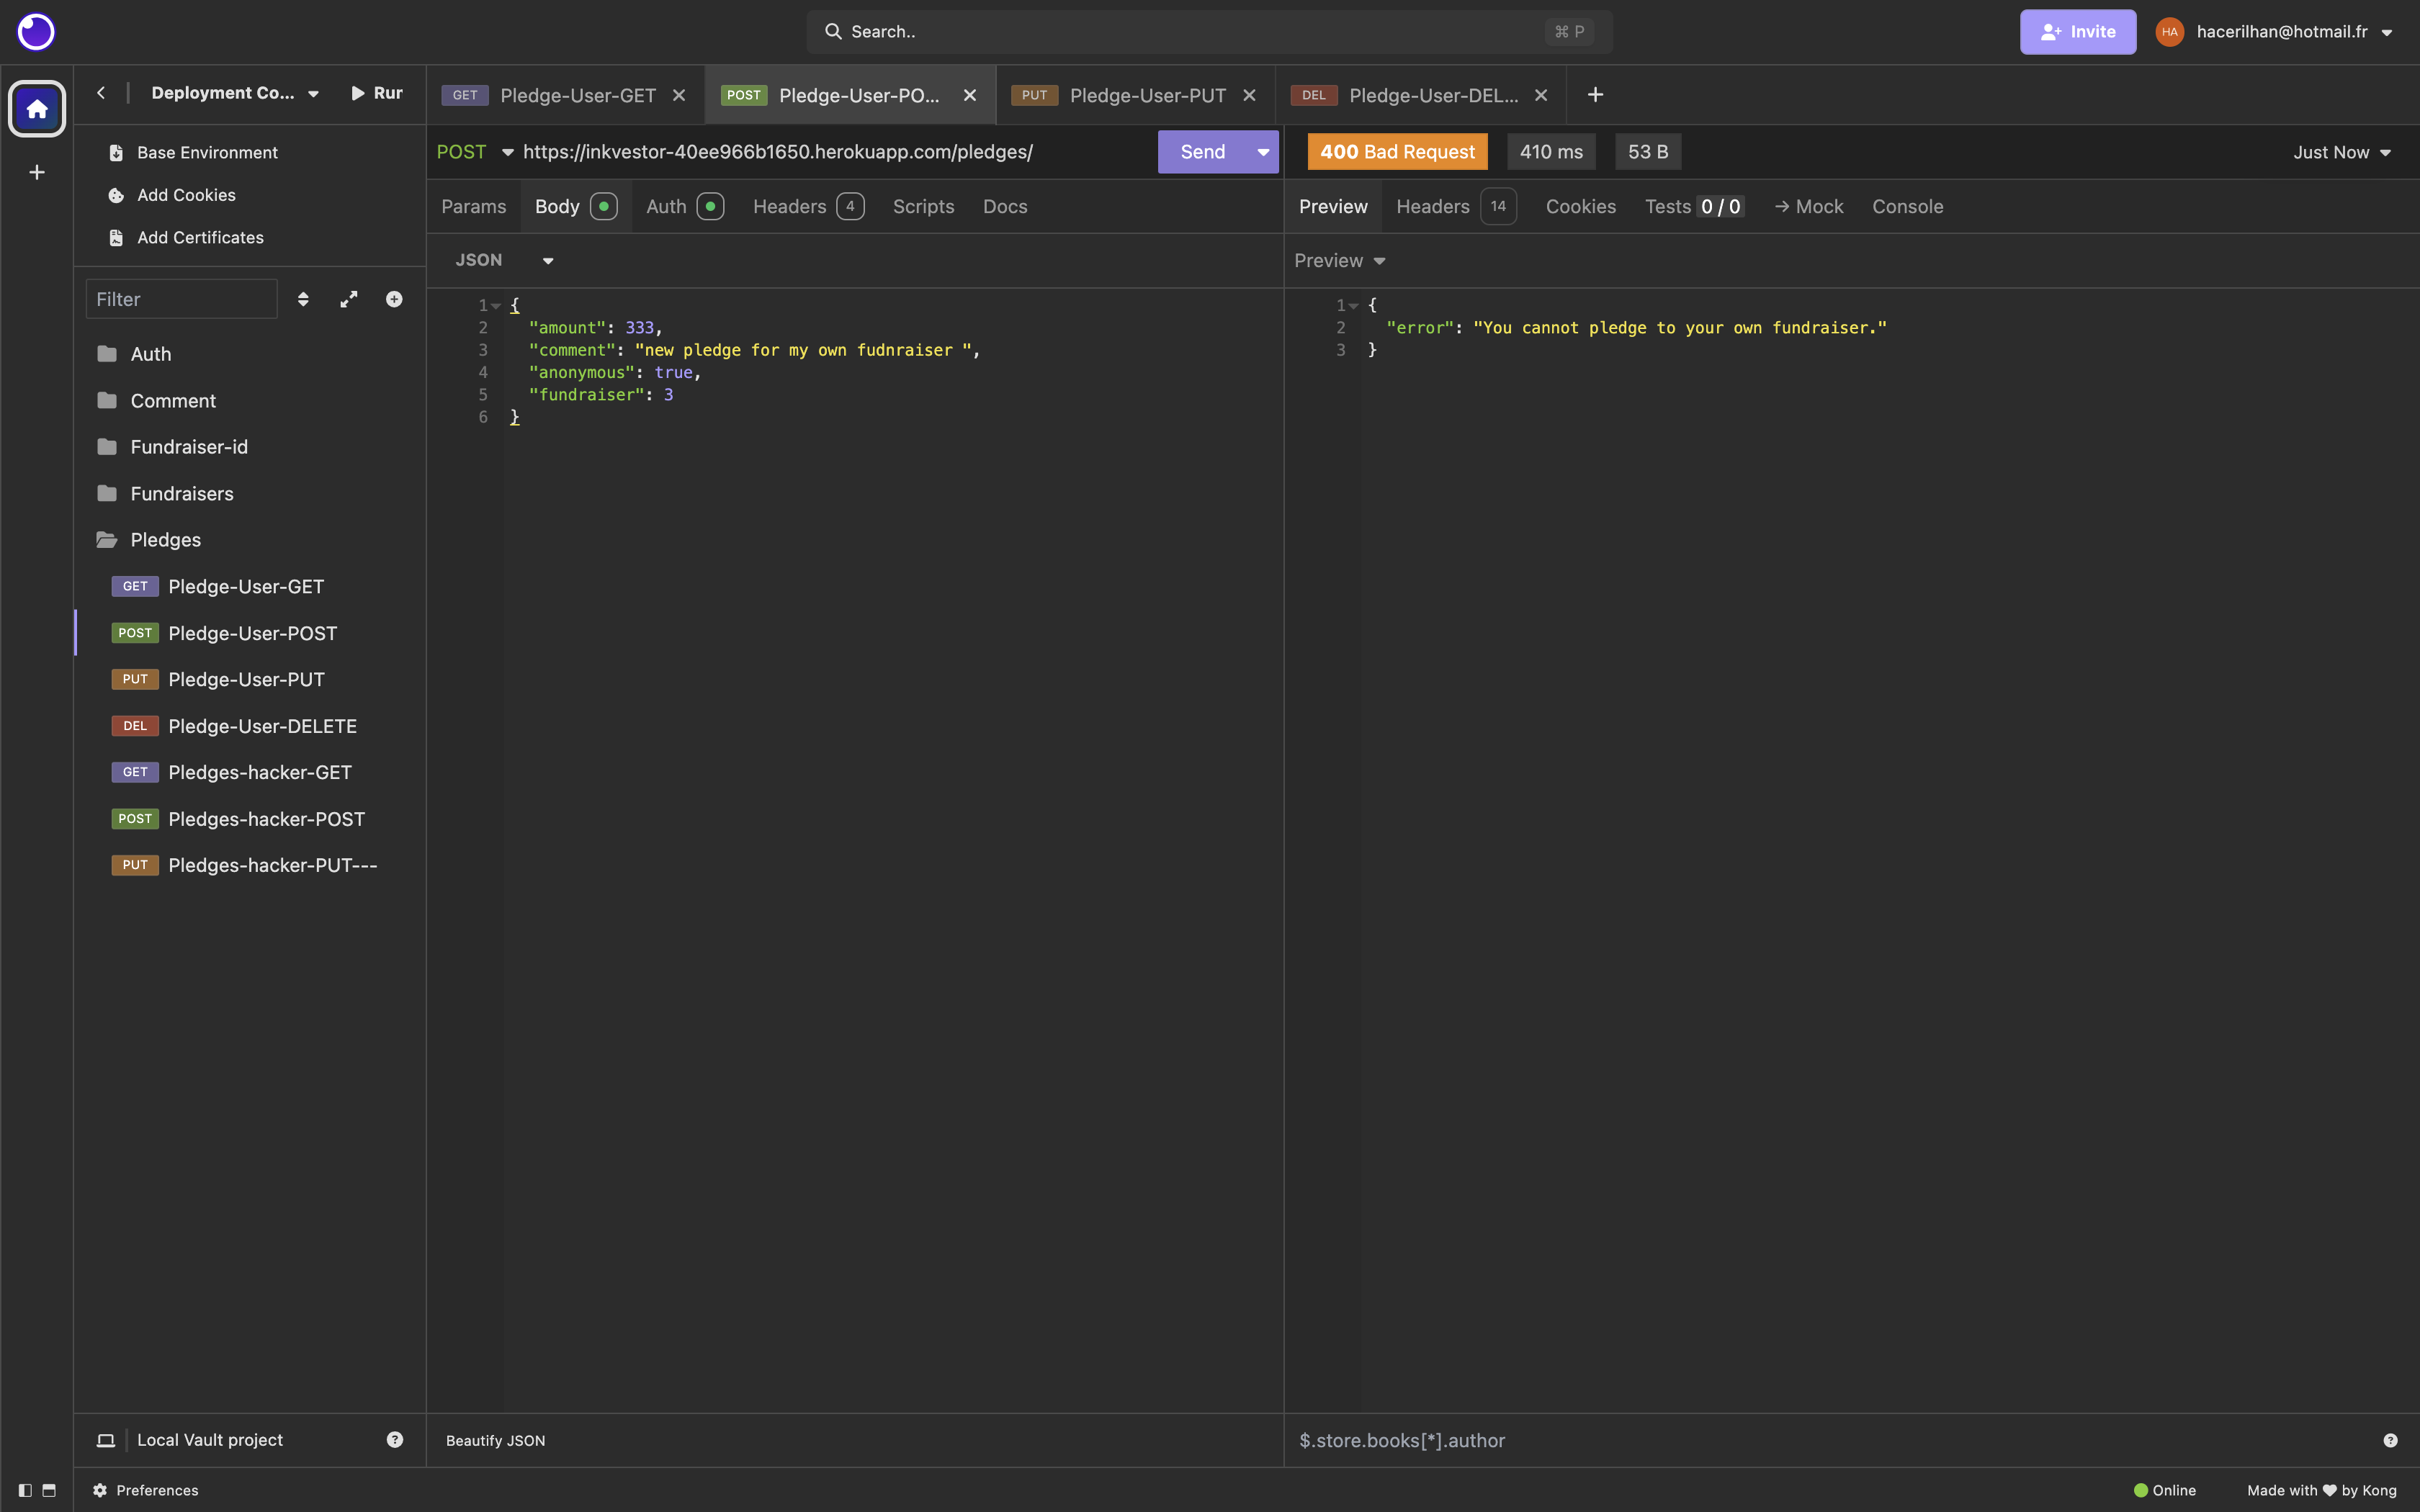 Search..
⌘ P
Invite
HA
hacerilhan@hotmail.fr
Deployment Co...
Rur
GET Pledge-User-GET
POST Pledge-User-PO...
PUT Pledge-User-PUT
DEL Pledge-User-DEL...
Base Environment
Add Cookies
Add Certificates
Filter
Auth
Comment
Fundraiser-id
Fundraisers
Pledges
GET Pledge-User-GET
POST Pledge-User-POST
PUT Pledge-User-PUT
DEL Pledge-User-DELETE
GET Pledges-hacker-GET
POST Pledges-hacker-POST
PUT Pledges-hacker-PUT---
Local Vault project
POST https://inkvestor-40ee966b1650.herokuapp.com/pledges/
Send
Params Body Auth Headers 4 Scripts Docs
JSON
1 {
2 "amount": 333,
3 "comment": "new pledge for my own fudnraiser ",
4 "anonymous": true,
5 "fundraiser": 3
6 }
Beautify JSON
400 Bad Request 410 ms 53 B
Just Now
Preview Headers 14 Cookies Tests 0 / 0 → Mock Console
Preview
1 {
2 "error": "You cannot pledge to your own fundraiser."
3 }
$.store.books[*].author
Preferences
Online
Made with ♥ by Kong